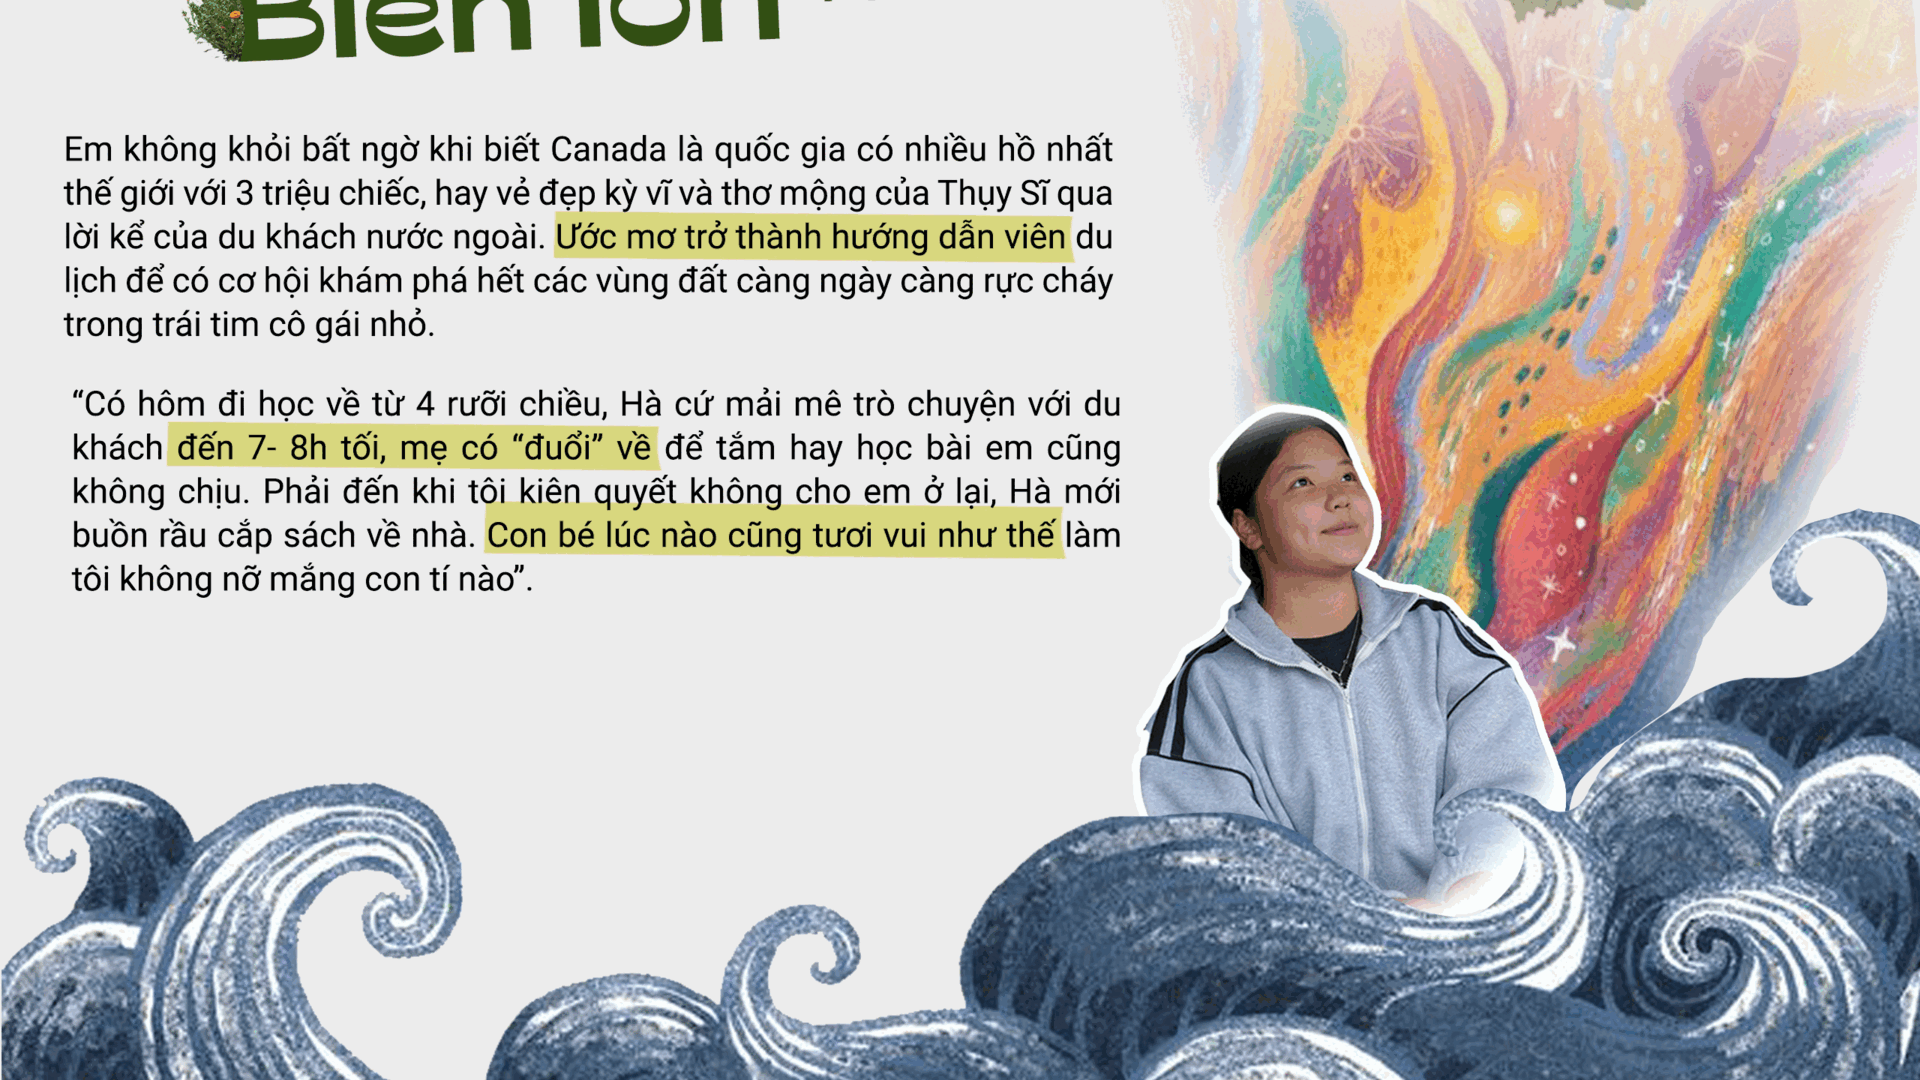 Biển lớn
Em không khỏi bất ngờ khi biết Canada là quốc gia có nhiều hồ nhất
thế giới với 3 triệu chiếc, hay vẻ đẹp kỳ vĩ và thơ mộng của Thụy Sĩ qua
lời kể của du khách nước ngoài. Ước mơ trở thành hướng dẫn viên du
lịch để có cơ hội khám phá hết các vùng đất càng ngày càng rực cháy
trong trái tim cô gái nhỏ.
“Có hôm đi học về từ 4 rưỡi chiều, Hà cứ mải mê trò chuyện với du
khách đến 7- 8h tối, mẹ có “đuổi” về để tắm hay học bài em cũng
không chịu. Phải đến khi tôi kiên quyết không cho em ở lại, Hà mới
buồn rầu cắp sách về nhà. Con bé lúc nào cũng tươi vui như thế làm
tôi không nỡ mắng con tí nào”.